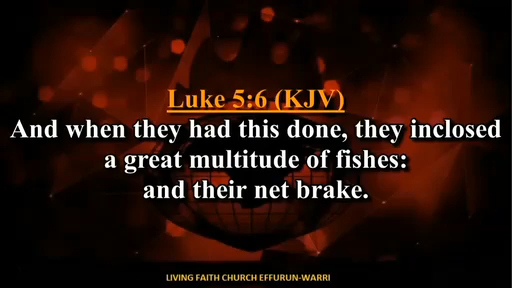 Luke 5:6 (KJV)
And when they had this done, they inclosed
a great multitude of fishes:
and their net brake.
LIVING FAITH CHURCH EFFURUN-WARRI